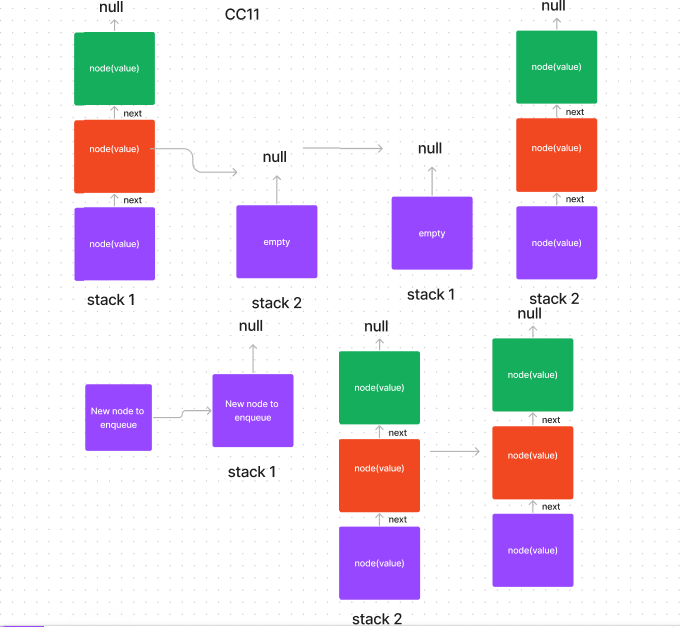 null
CC11
null
node(value)
next
node(value)
next
node(value)
stack 1
null
empty
stack 2
null
empty
stack 1
node(value)
next
node(value)
next
node(value)
stack 2
New node to
enqueue
null
New node to
enqueue
stack 1
null
node(value)
next
node(value)
next
node(value)
stack 2
null
node(value)
next
node(value)
next
node(value)